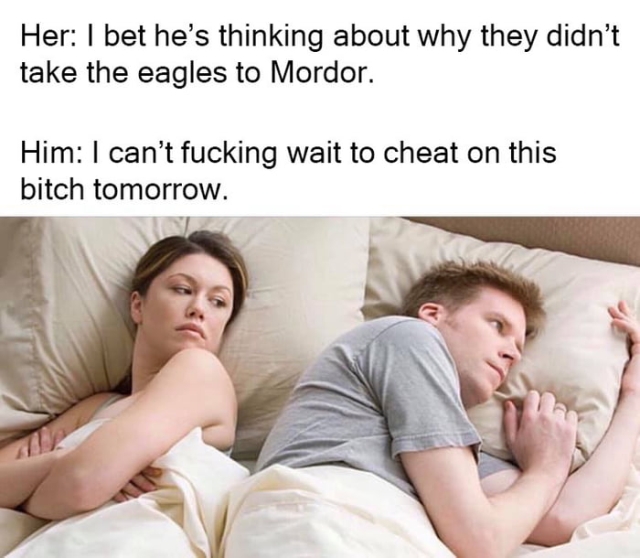 Her: I bet he’s thinking about why they didn’t
take the eagles to Mordor.
Him: I can’t fucking wait to cheat on this
bitch tomorrow.